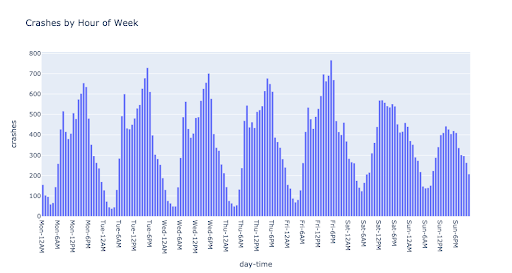 Crashes by Hour of Week
800
700
600
500
400
300
200
100
0
crashes
Mon-12AM
Mon-6AM
Mon-12PM
Mon-6PM
Tue-12AM
Tue-6AM
Tue-12PM
Tue-6PM
Wed-12AM
Wed-6AM
Wed-12PM
Wed-6PM
Thu-12AM
Thu-6AM
Thu-12PM
Thu-6PM
Fri-12AM
Fri-6AM
Fri-12PM
Fri-6PM
Sat-12AM
Sat-6AM
Sat-12PM
Sat-6PM
Sun-12AM
Sun-6AM
Sun-12PM
Sun-6PM
day-time